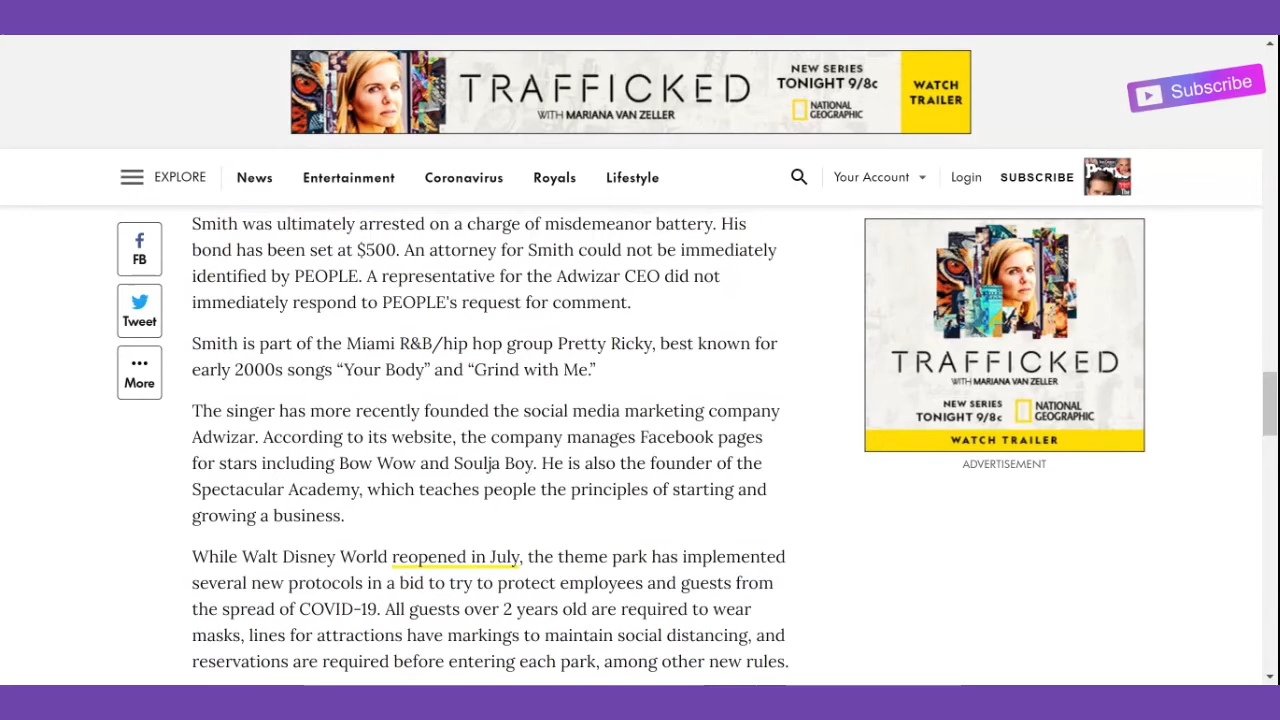 TRAFFICKED
WITH MARIANA VAN ZELLER
NEW SERIES
TONIGHT 9/8c
NATIONAL
GEOGRAPHIC
WATCH
TRAILER
Subscribe
EXPLORE
News
Entertainment
Coronavirus
Royals
Lifestyle
Your Account
Login
SUBSCRIBE
FB
Tweet
More
Smith was ultimately arrested on a charge of misdemeanor battery. His
bond has been set at $500. An attorney for Smith could not be immediately
identified by PEOPLE. A representative for the Adwizar CEO did not
immediately respond to PEOPLE's request for comment.
Smith is part of the Miami R&B/hip hop group Pretty Ricky, best known for
early 2000s songs “Your Body” and “Grind with Me.”
The singer has more recently founded the social media marketing company
Adwizar. According to its website, the company manages Facebook pages
for stars including Bow Wow and Soulja Boy. He is also the founder of the
Spectacular Academy, which teaches people the principles of starting and
growing a business.
While Walt Disney World reopened in July, the theme park has implemented
several new protocols in a bid to try to protect employees and guests from
the spread of COVID-19. All guests over 2 years old are required to wear
masks, lines for attractions have markings to maintain social distancing, and
reservations are required before entering each park, among other new rules.
TRAFFICKED
WITH MARIANA VAN ZELLER
NEW SERIES
TONIGHT 9/8c
NATIONAL
GEOGRAPHIC
WATCH TRAILER
ADVERTISEMENT